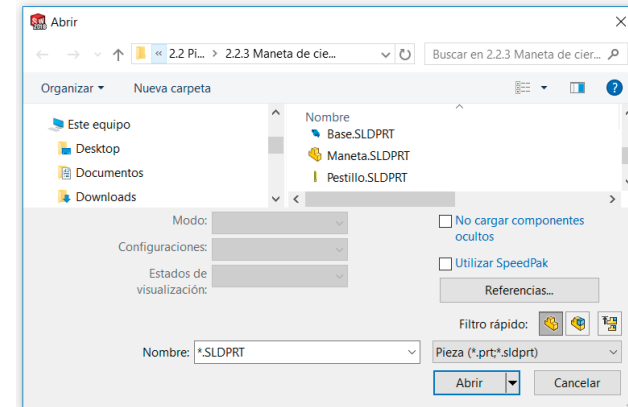 Abrir
« 2.2 Pi... > 2.2.3 Maneta de cie...
Buscar en 2.2.3 Maneta de cier...
Organizar
Nueva carpeta
Este equipo
Desktop
Documentos
Downloads
Nombre
Base.SLDPRT
Maneta.SLDPRT
Pestillo.SLDPRT
Modo:
Configuraciones:
Estados de
visualización:
No cargar componentes
ocultos
Utilizar SpeedPak
Referencias...
Filtro rápido:
Nombre: *.SLDPRT
Pieza (*.prt;*.sldprt)
Abrir
Cancelar